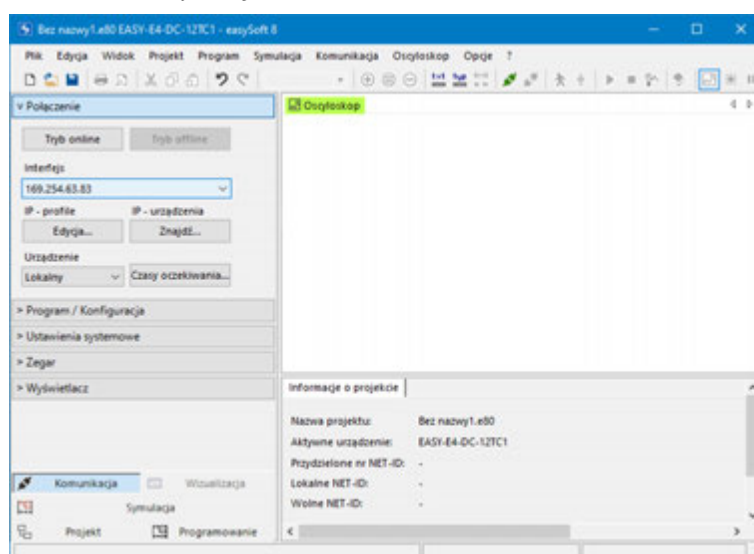 Bez nazwy1.e80 EASY-E4-DC-12TC1 - easySoft 8
Plik Edycja Widok Projekt Program Symulacja Komunikacja Oscyloskop Opcje ?
v Połączenie
Oscyloskop
Tryb online Tryb offline
Interfejs
169.254.63.83
IP - profile IP - urządzenia
Edycja... Znajdź...
Urządzenie
Lokalny Czasy oczekiwania...
> Program / Konfiguracja
> Ustawienia systemowe
> Zegar
> Wyświetlacz
Informacje o projekcie
Nazwa projektu: Bez nazwy1.e80
Aktywne urządzenie: EASY-E4-DC-12TC1
Przydzielone nr NET-ID: -
Lokalne NET-ID: -
Wolne NET-ID: -
Komunikacja Wizualizacja
Symulacja
Projekt Programowanie